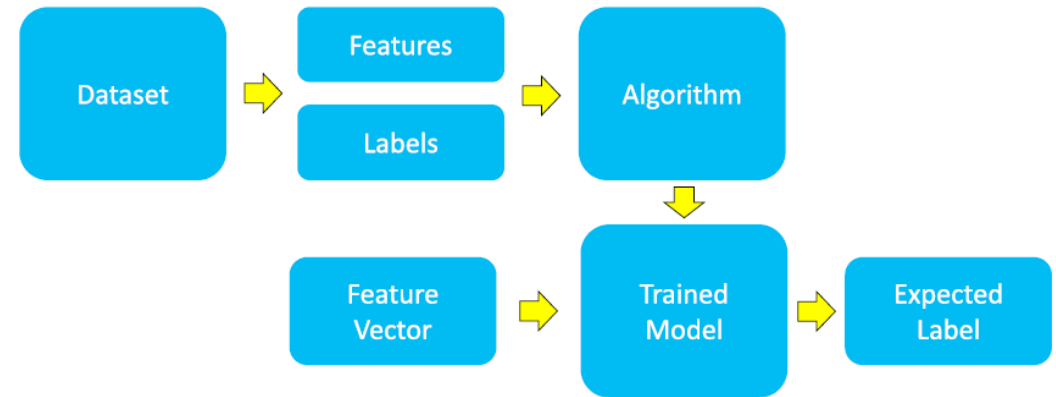 Dataset
Features
Labels
Algorithm
Feature
Vector
Trained
Model
Expected
Label